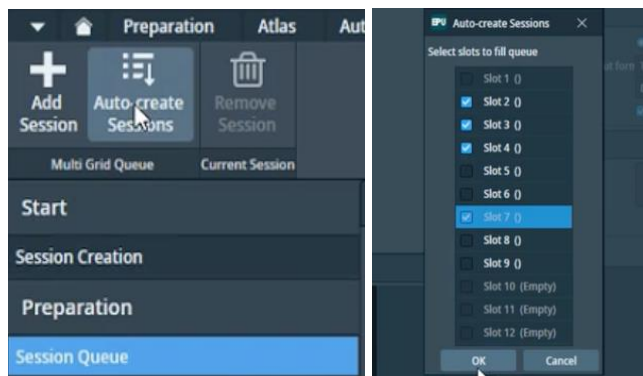 Preparation
Atlas
Aut
Add Session
Auto-create Sessions
Remove Session
Multi Grid Queue
Current Session
Start
Session Creation
Preparation
Session Queue
EPU Auto-create Sessions
Select slots to fill queue
Slot 1 ()
Slot 2 ()
Slot 3 ()
Slot 4 ()
Slot 5 ()
Slot 6 ()
Slot 7 ()
Slot 8 ()
Slot 9 ()
Slot 10 (Empty)
Slot 11 (Empty)
Slot 12 (Empty)
OK
Cancel